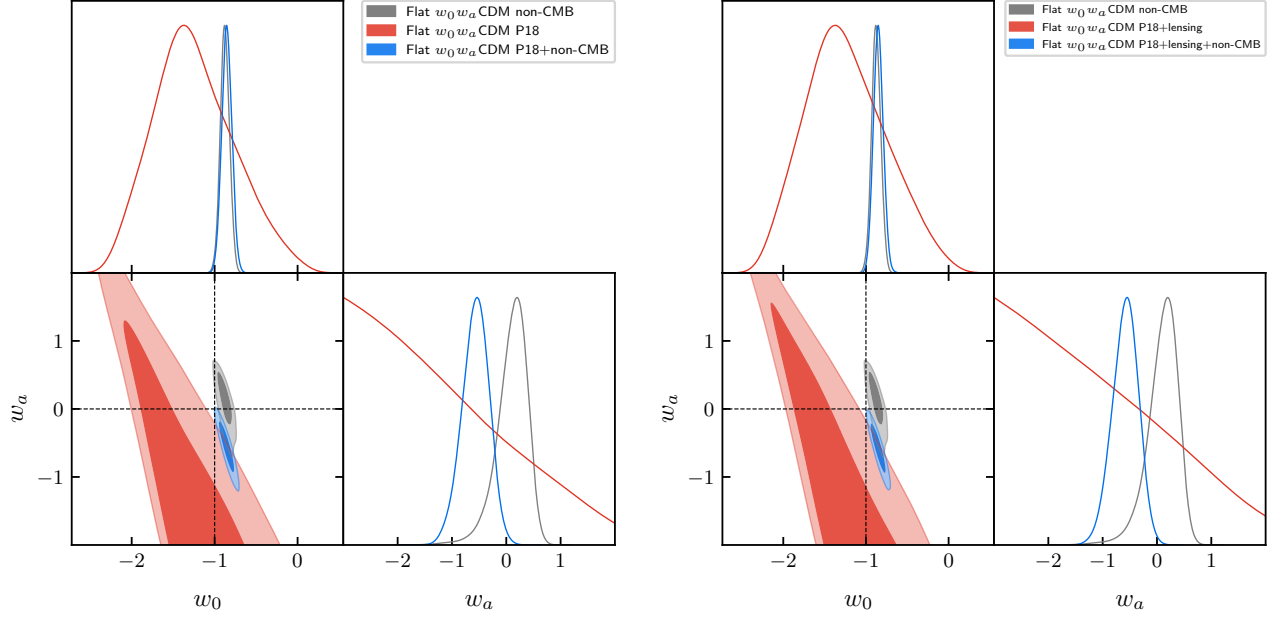 Flat w₀wₐCDM non-CMB
Flat w₀wₐCDM P18
Flat w₀wₐCDM P18+non-CMB
1
0
−1
wₐ
−2
−1
0
w₀
−2
−1
0
1
wₐ
Flat w₀wₐCDM non-CMB
Flat w₀wₐCDM P18+lensing
Flat w₀wₐCDM P18+lensing+non-CMB
1
0
−1
wₐ
−2
−1
0
w₀
−2
−1
0
1
wₐ